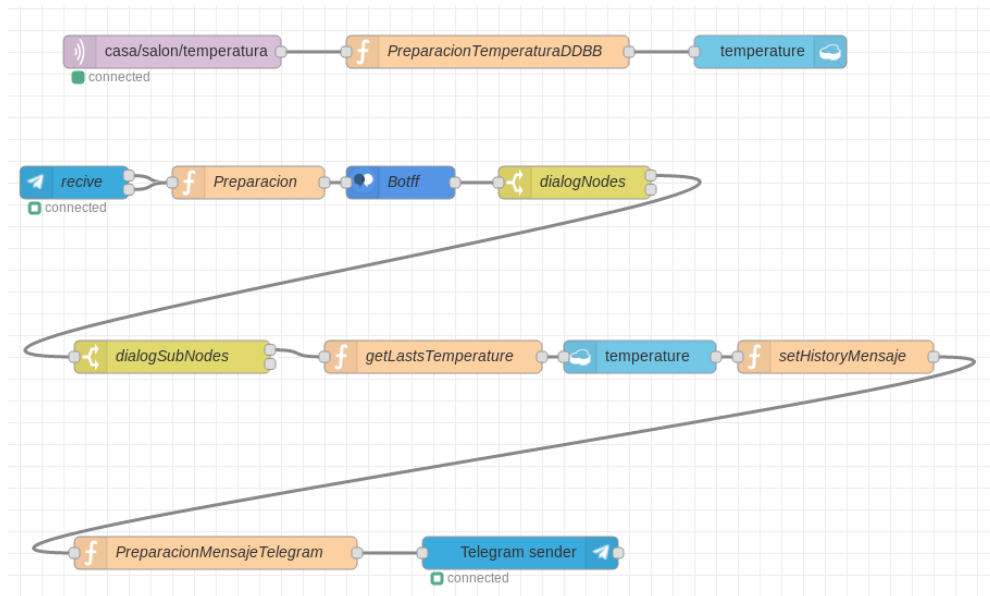 casa/salon/temperatura
PreparacionTemperaturaDDBB
temperature
connected
recive
Preparacion
Botff
dialogNodes
connected
dialogSubNodes
getLastsTemperature
temperature
setHistoryMensaje
PreparacionMensajeTelegram
Telegram sender
connected